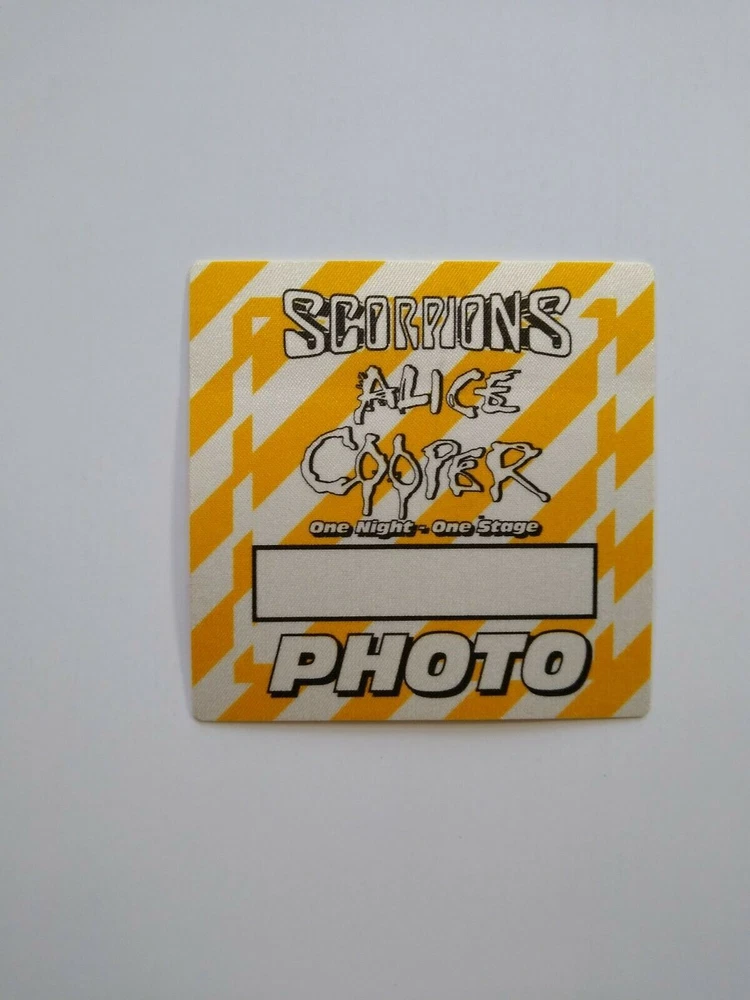 SCORPIONS
ALICE
COOPER
One Night - One Stage
PHOTO